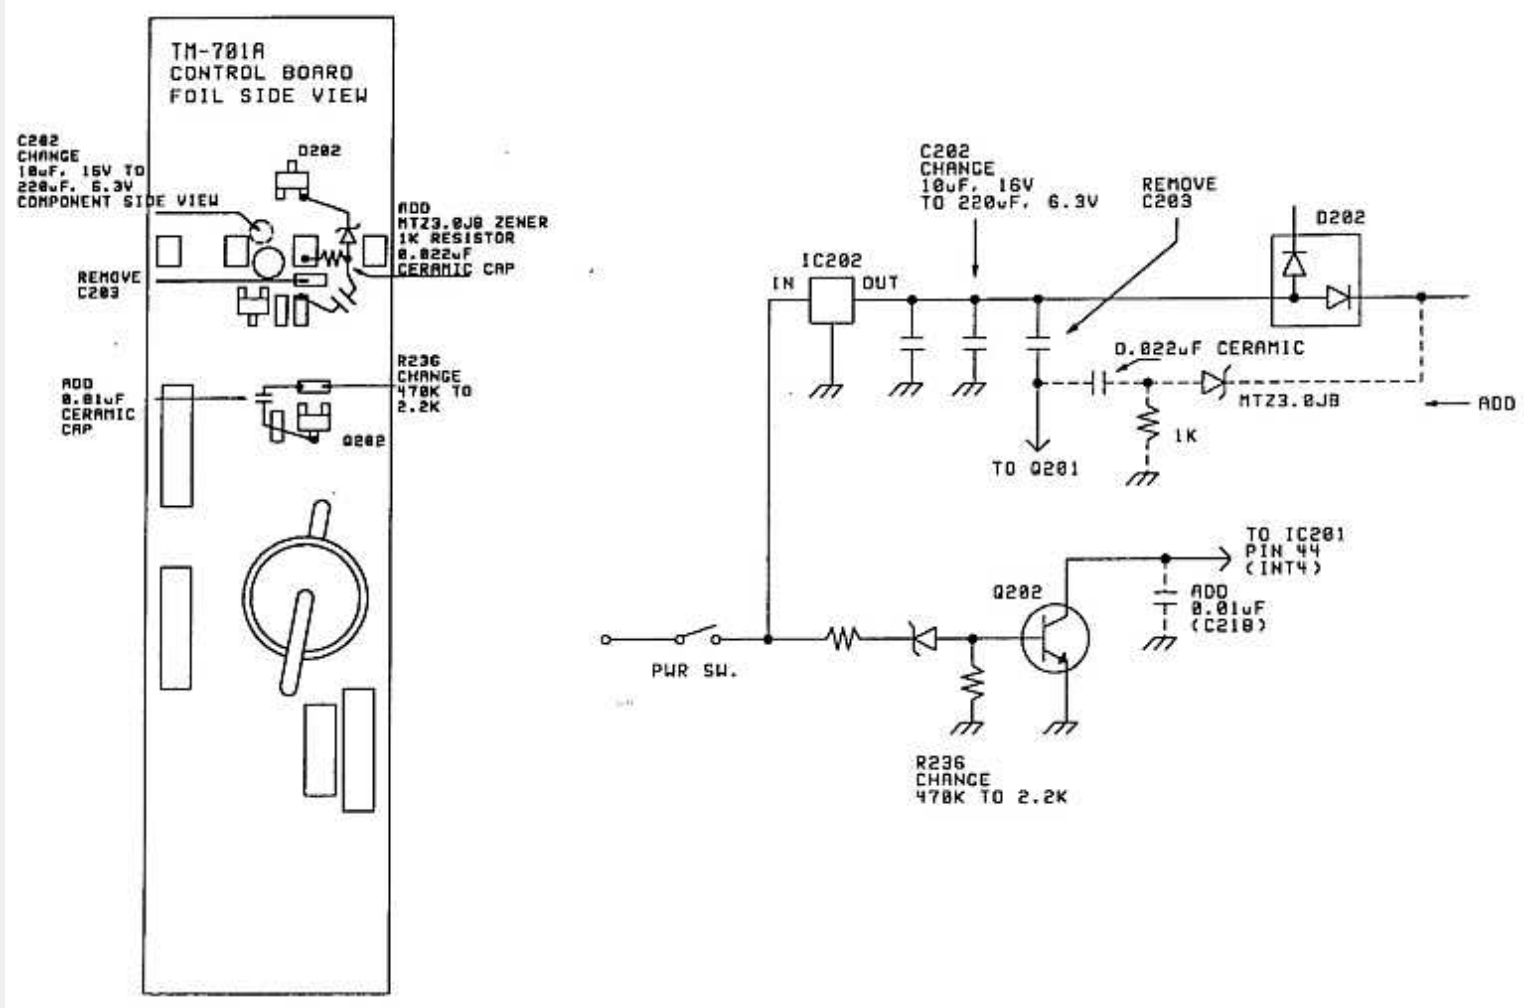 TM-701A
CONTROL BOARD
FOIL SIDE VIEW
C202
CHANGE
10uF, 16V TO
220uF, 6.3V
COMPONENT SIDE VIEW
D202
ADD
MTZ3.0JB ZENER
1K RESISTOR
0.022uF
CERAMIC CAP
REMOVE
C203
R236
CHANGE
470K TO
2.2K
ADD
0.01uF
CERAMIC
CAP
Q202
C202
CHANGE
10uF, 16V
TO 220uF, 6.3V
REMOVE
C203
D202
IC202
IN
OUT
0.022uF CERAMIC
MTZ3.0JB
ADD
1K
TO Q201
TO IC201
PIN 44
(INT4)
Q202
ADD
0.01uF
(C218)
PWR SW.
R236
CHANGE
470K TO 2.2K